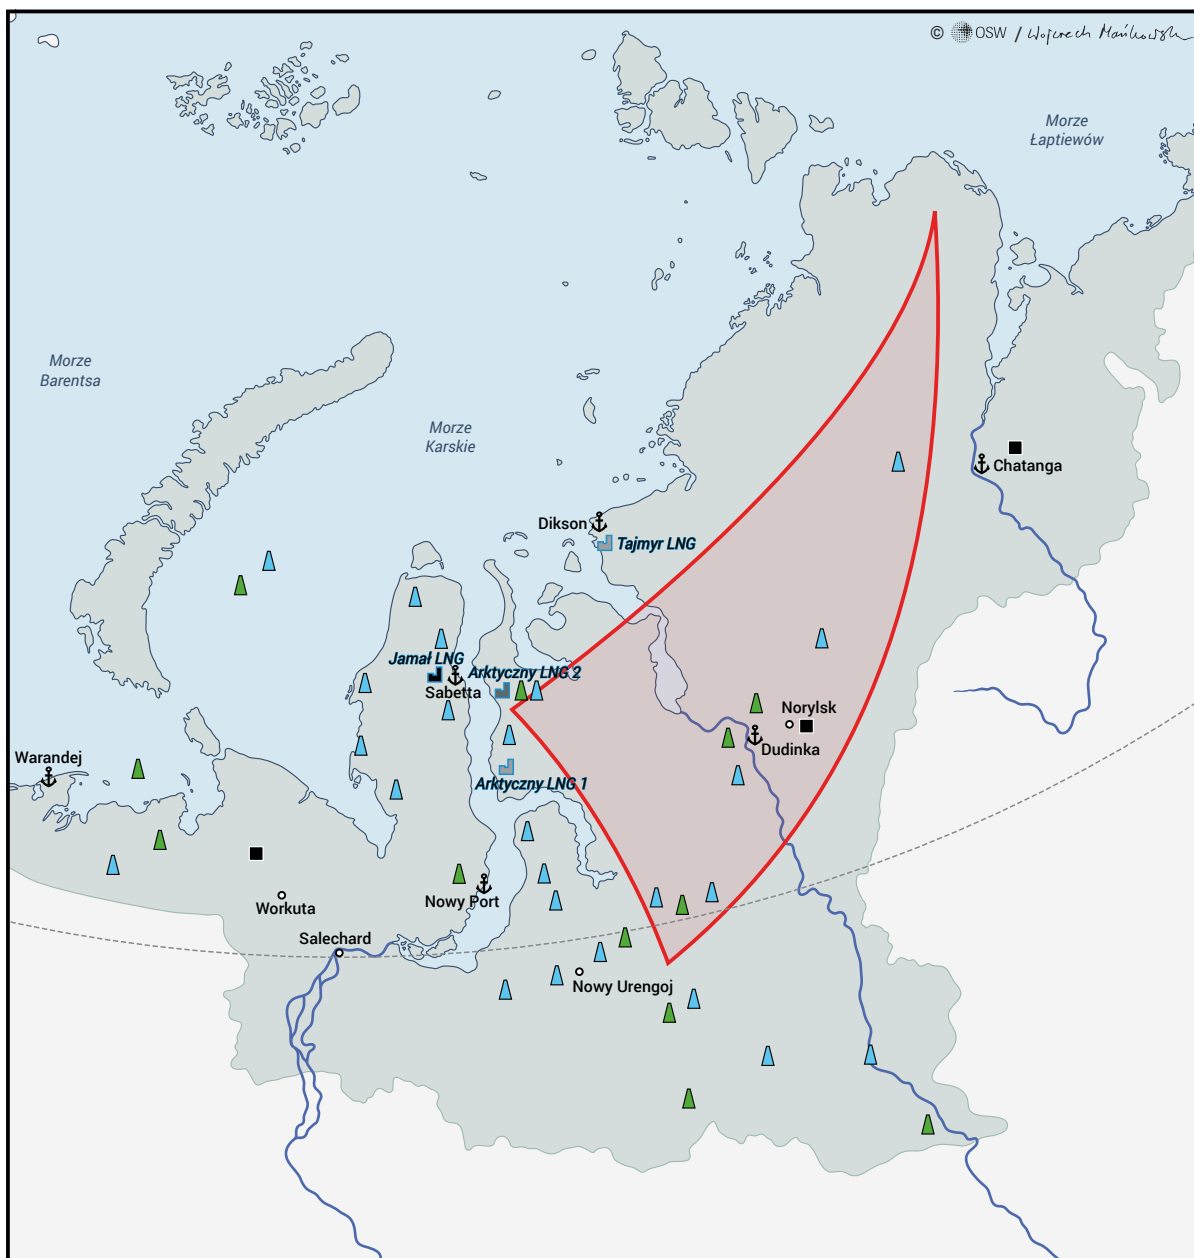 © OSW / Wojciech Mańkowski
Morze
Łaptiewów
Morze
Barentsa
Morze
Karskie
Chatanga
Dikson
Tajmyr LNG
Jamał LNG
Arktyczny LNG 2
Sabetta
Norylsk
Dudinka
Warandej
Arktyczny LNG 1
Nowy Port
Workuta
Salechard
Nowy Urengoj